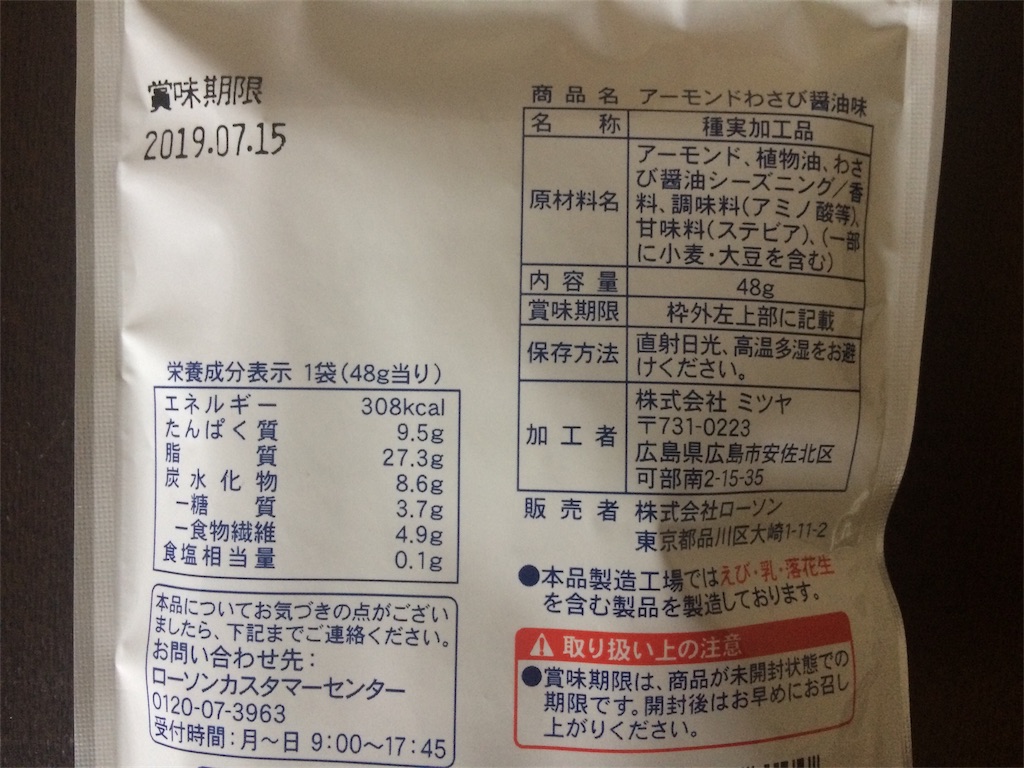 賞味期限
2019.07.15
商品名 アーモンドわさび醤油味
名称 種実加工品
原材料名 アーモンド、植物油、わさ
び醤油シーズニング/香
料、調味料(アミノ酸等)、
甘味料(ステビア)、(一部
に小麦・大豆を含む)
内容量 48g
賞味期限 枠外左上部に記載
保存方法 直射日光、高温多湿をお避
けください。
加工者 株式会社 ミツヤ
〒731-0223
広島県広島市安佐北区
可部南2-15-35
販売者 株式会社ローソン
東京都品川区大崎1-11-2
●本品製造工場ではえび・乳・落花生
を含む製品を製造しております。
取り扱い上の注意
●賞味期限は、商品が未開封状態での
期限です。開封後はお早めにお召し
上がりください。
栄養成分表示 1袋(48g当り)
エネルギー 308kcal
たんぱく質 9.5g
脂質 27.3g
炭水化物 8.6g
-糖質 3.7g
-食物繊維 4.9g
食塩相当量 0.1g
本品についてお気づきの点がござい
ましたら、下記までご連絡ください。
お問い合わせ先:
ローソンカスタマーセンター
0120-07-3963
受付時間:月～日 9:00～17:45